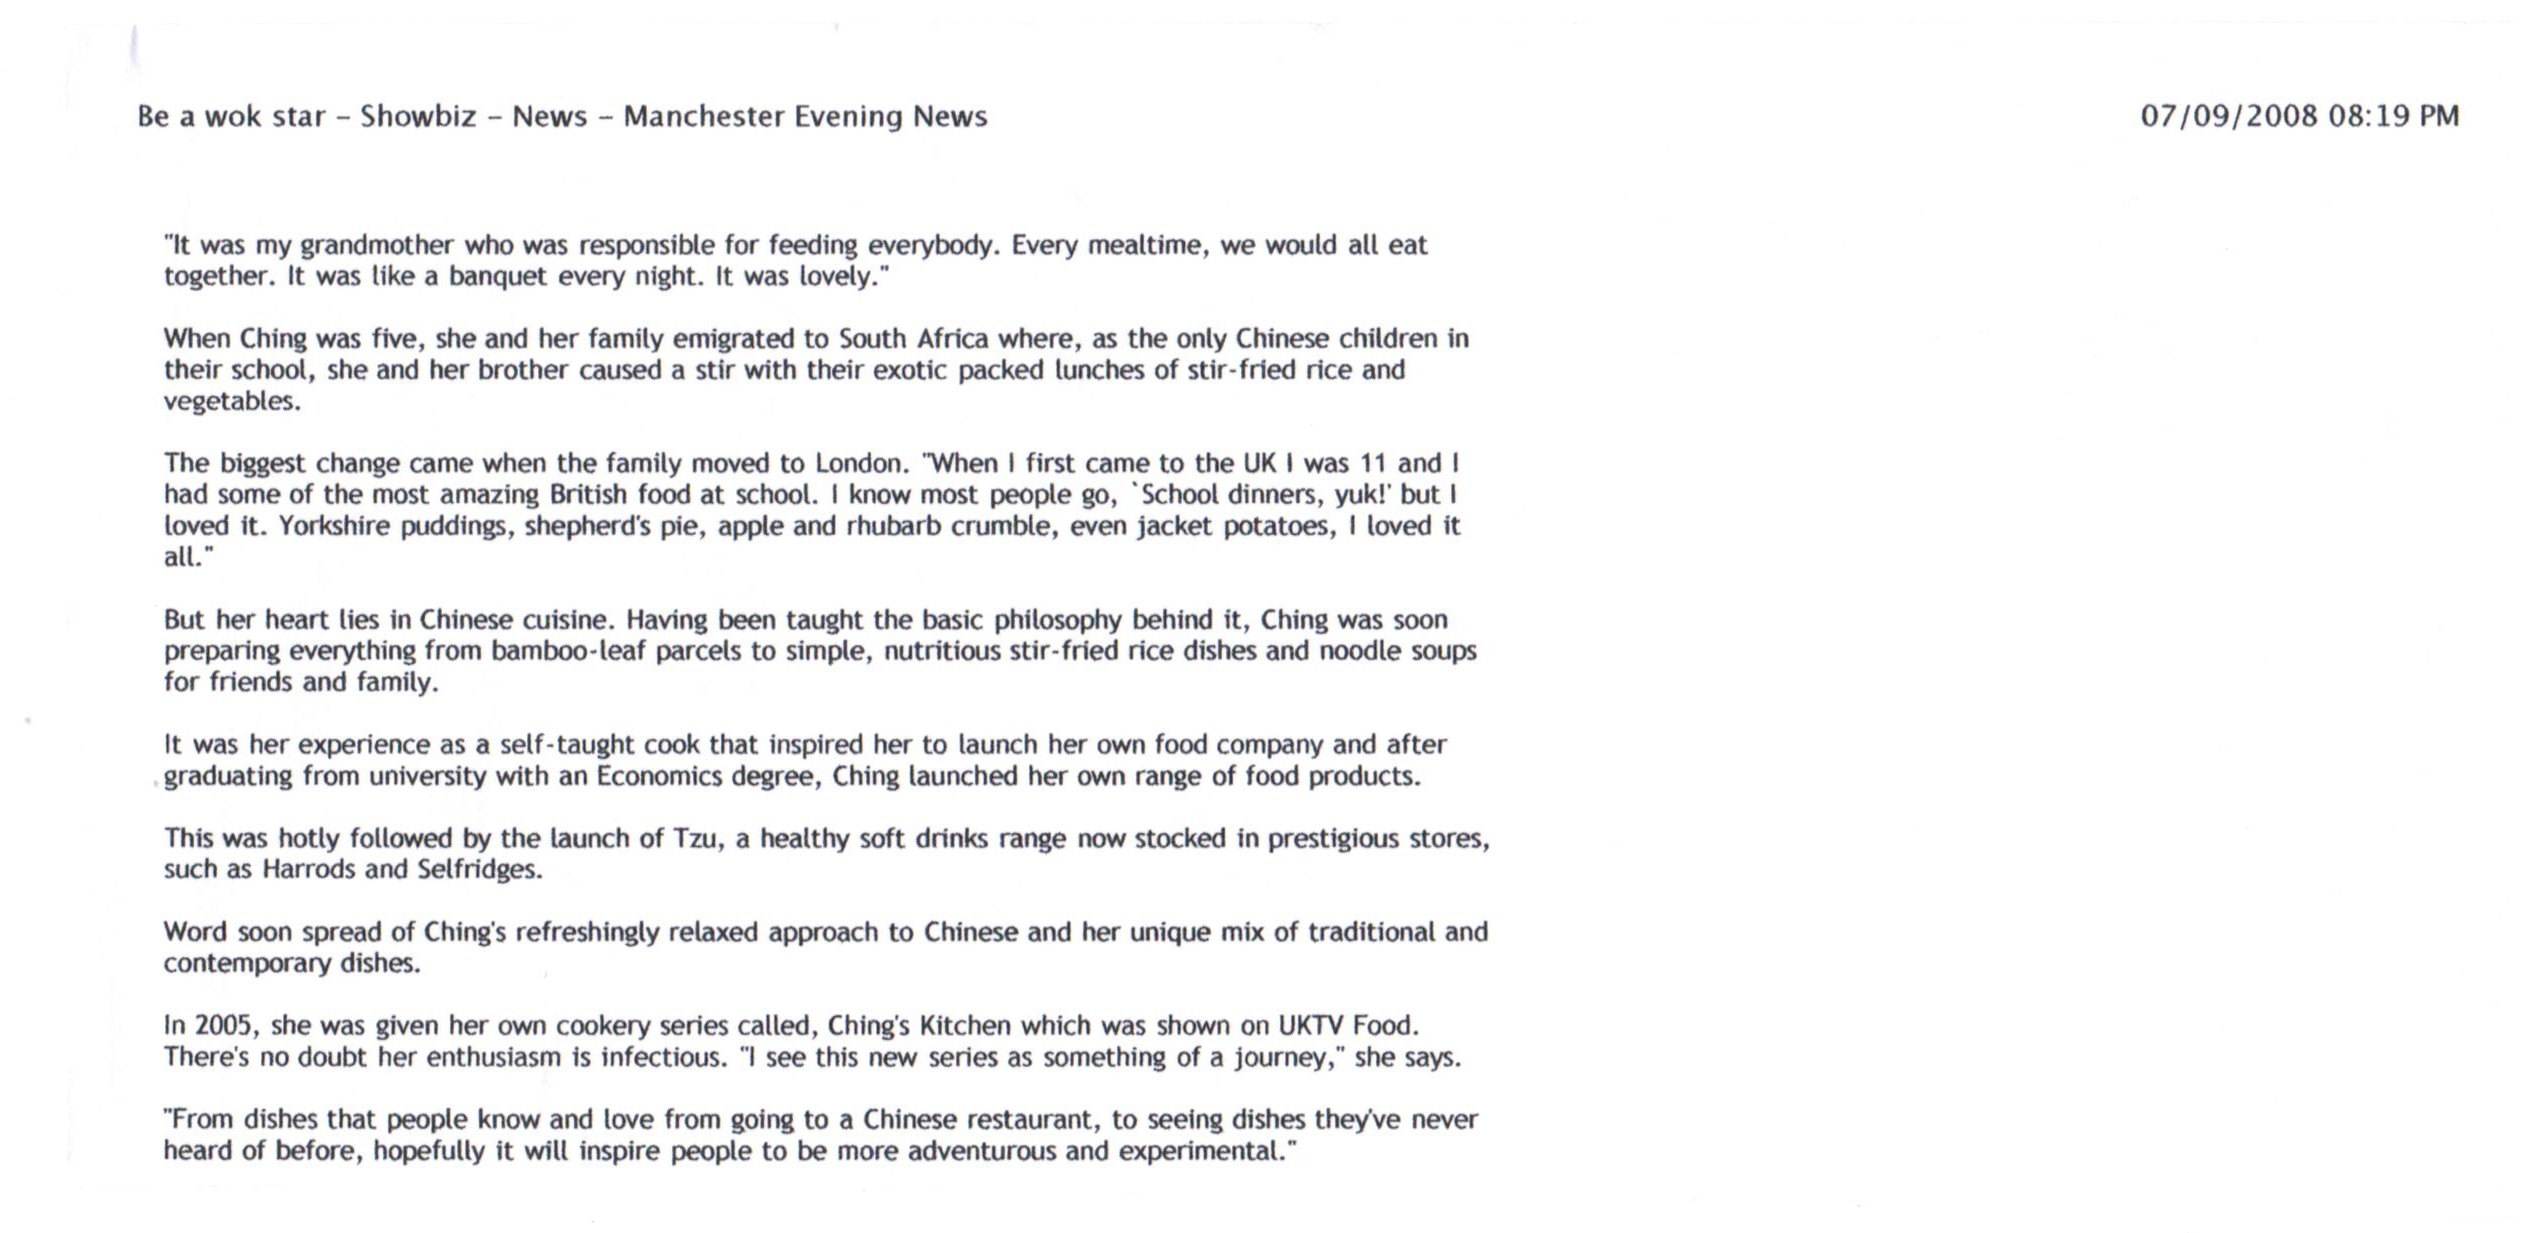 Be a wok star – Showbiz – News – Manchester Evening News
07/09/2008 08:19 PM
"It was my grandmother who was responsible for feeding everybody. Every mealtime, we would all eat
together. It was like a banquet every night. It was lovely."
When Ching was five, she and her family emigrated to South Africa where, as the only Chinese children in
their school, she and her brother caused a stir with their exotic packed lunches of stir-fried rice and
vegetables.
The biggest change came when the family moved to London. "When I first came to the UK I was 11 and I
had some of the most amazing British food at school. I know most people go, `School dinners, yuk!' but I
loved it. Yorkshire puddings, shepherd's pie, apple and rhubarb crumble, even jacket potatoes, I loved it
all."
But her heart lies in Chinese cuisine. Having been taught the basic philosophy behind it, Ching was soon
preparing everything from bamboo-leaf parcels to simple, nutritious stir-fried rice dishes and noodle soups
for friends and family.
It was her experience as a self-taught cook that inspired her to launch her own food company and after
graduating from university with an Economics degree, Ching launched her own range of food products.
This was hotly followed by the launch of Tzu, a healthy soft drinks range now stocked in prestigious stores,
such as Harrods and Selfridges.
Word soon spread of Ching's refreshingly relaxed approach to Chinese and her unique mix of traditional and
contemporary dishes.
In 2005, she was given her own cookery series called, Ching's Kitchen which was shown on UKTV Food.
There's no doubt her enthusiasm is infectious. "I see this new series as something of a journey," she says.
"From dishes that people know and love from going to a Chinese restaurant, to seeing dishes they've never
heard of before, hopefully it will inspire people to be more adventurous and experimental."